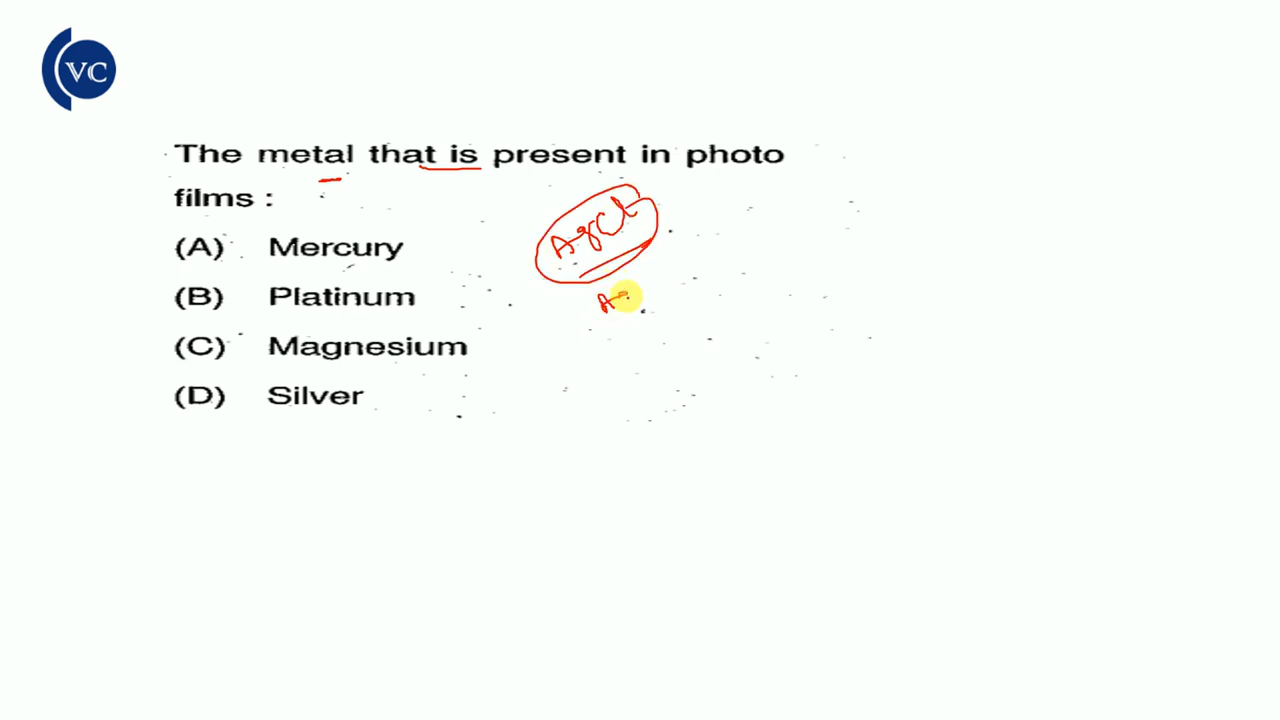 VC
The metal that is present in photo
films :
AgCl
(A) Mercury
(B) Platinum
(C) Magnesium
(D) Silver